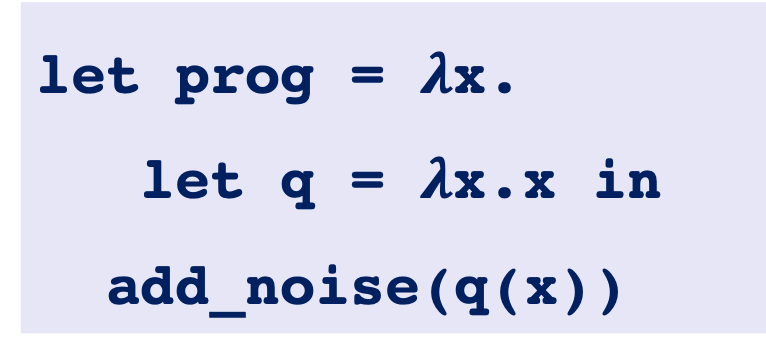 let prog = λx.
let q = λx.x in
add_noise(q(x))